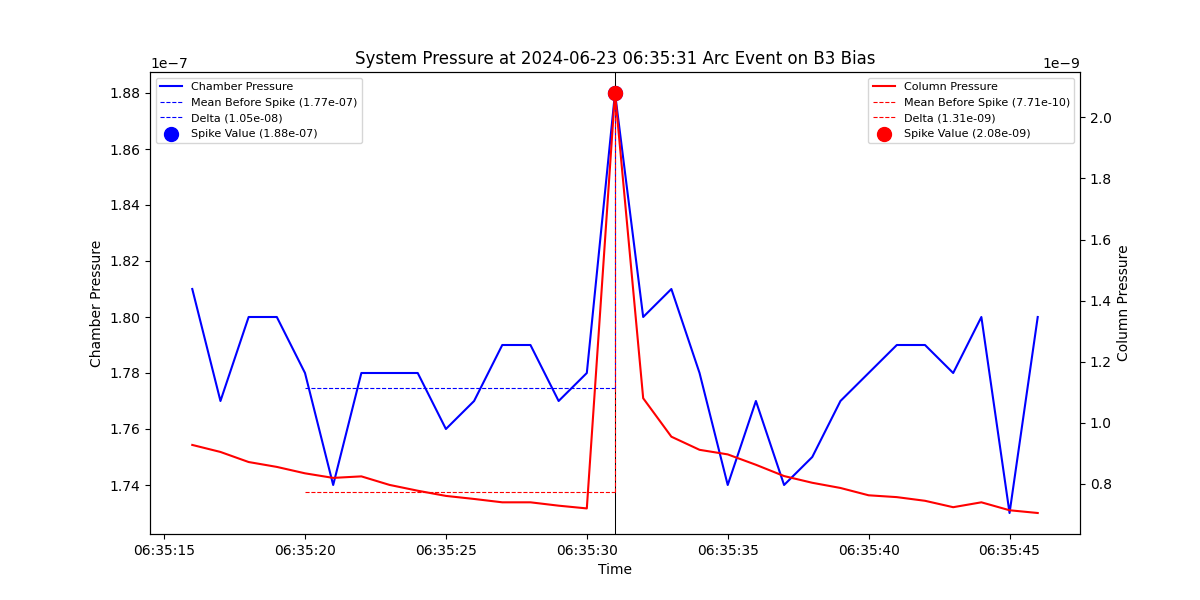 System Pressure at 2024-06-23 06:35:31 Arc Event on B3 Bias
1e−7
1e−9
Chamber Pressure
Mean Before Spike (1.77e-07)
Delta (1.05e-08)
Spike Value (1.88e-07)
Column Pressure
Mean Before Spike (7.71e-10)
Delta (1.31e-09)
Spike Value (2.08e-09)
1.88
1.86
1.84
1.82
1.80
1.78
1.76
1.74
Chamber Pressure
2.0
1.8
1.6
1.4
1.2
1.0
0.8
Column Pressure
06:35:15 06:35:20 06:35:25 06:35:30 06:35:35 06:35:40 06:35:45
Time